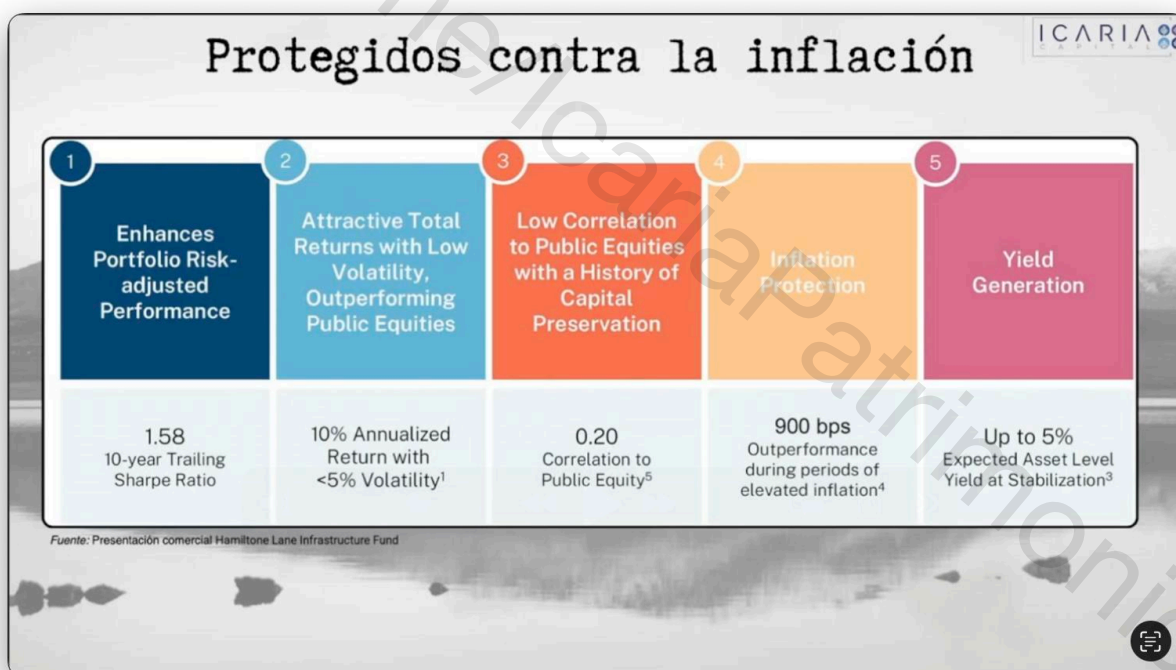 Protegidos contra la inflación
ICARIA
CAPITAL
1
Enhances
Portfolio Risk-
adjusted
Performance
1.58
10-year Trailing
Sharpe Ratio
2
Attractive Total
Returns with Low
Volatility,
Outperforming
Public Equities
10% Annualized
Return with
<5% Volatility¹
3
Low Correlation
to Public Equities
with a History of
Capital
Preservation
0.20
Correlation to
Public Equity⁵
4
Inflation
Protection
900 bps
Outperformance
during periods of
elevated inflation⁴
5
Yield
Generation
Up to 5%
Expected Asset Level
Yield at Stabilization³
Fuente: Presentación comercial Hamiltone Lane Infrastructure Fund
me/IcariaPatrimonio